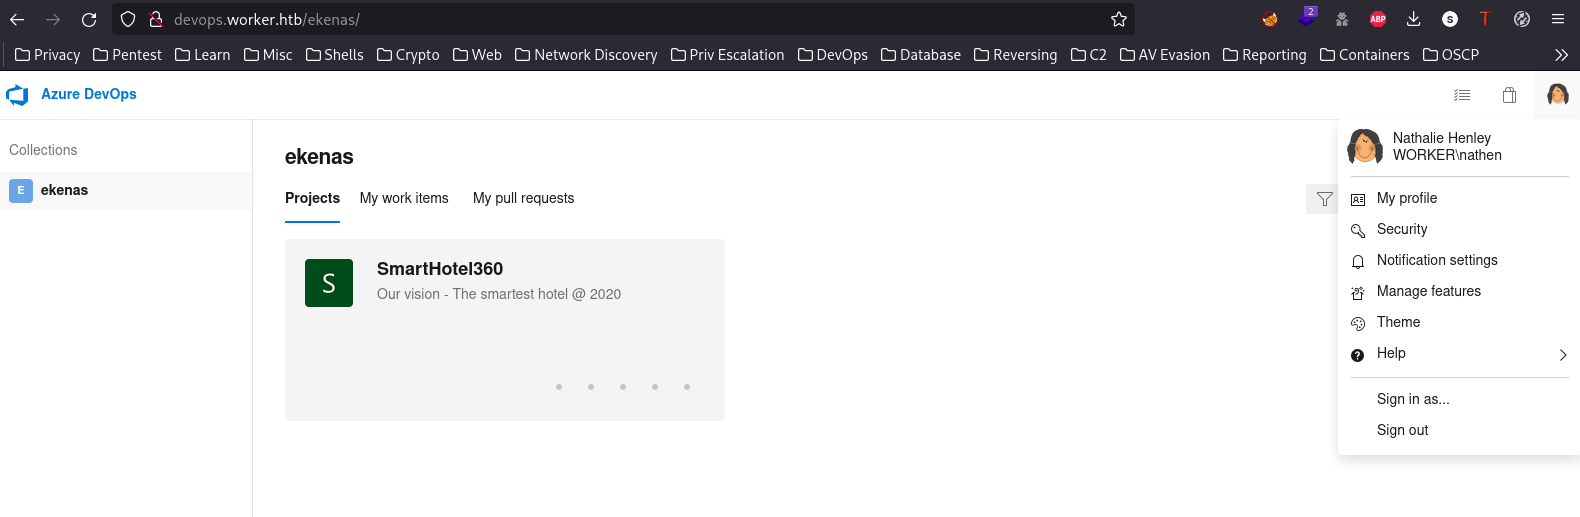 devops.worker.htb/ekenas/
2
ABP
S
Privacy Pentest Learn Misc Shells Crypto Web Network Discovery Priv Escalation DevOps Database Reversing C2 AV Evasion Reporting Containers OSCP
Azure DevOps
Collections
E ekenas
ekenas
Projects My work items My pull requests
S
SmartHotel360
Our vision - The smartest hotel @ 2020
Nathalie Henley
WORKER\nathen
My profile
Security
Notification settings
Manage features
Theme
Help
Sign in as...
Sign out